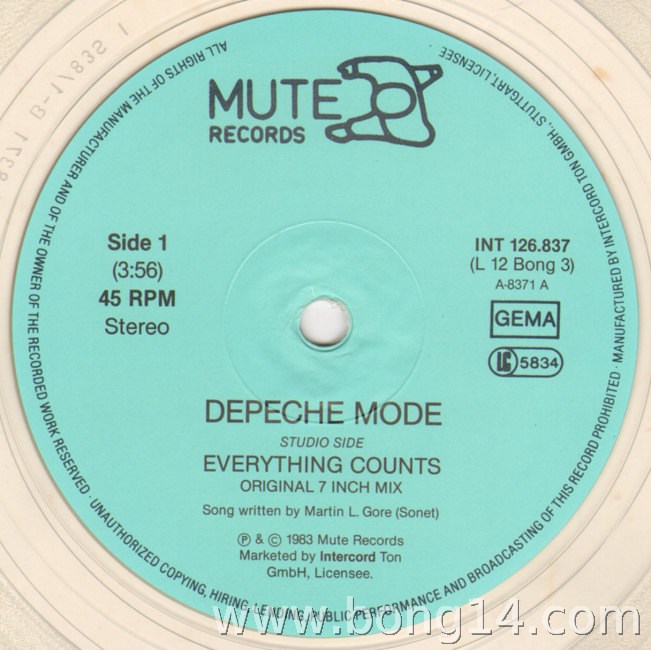 MUTE
RECORDS
Side 1
(3:56)
45 RPM
Stereo
INT 126.837
(L 12 Bong 3)
A-8371 A
GEMA
LC 5834
DEPECHE MODE
STUDIO SIDE
EVERYTHING COUNTS
ORIGINAL 7 INCH MIX
Song written by Martin L. Gore (Sonet)
℗ & © 1983 Mute Records
Marketed by Intercord Ton
GmbH, Licensee.
ALL RIGHTS OF THE MANUFACTURER AND OF THE OWNER OF THE RECORDED WORK RESERVED · UNAUTHORIZED COPYING, HIRING, LENDING, PUBLIC PERFORMANCE AND BROADCASTING OF THIS RECORD PROHIBITED · MANUFACTURED BY INTERCORD TON GMBH., STUTTGART, LICENSEE
www.bong14.com